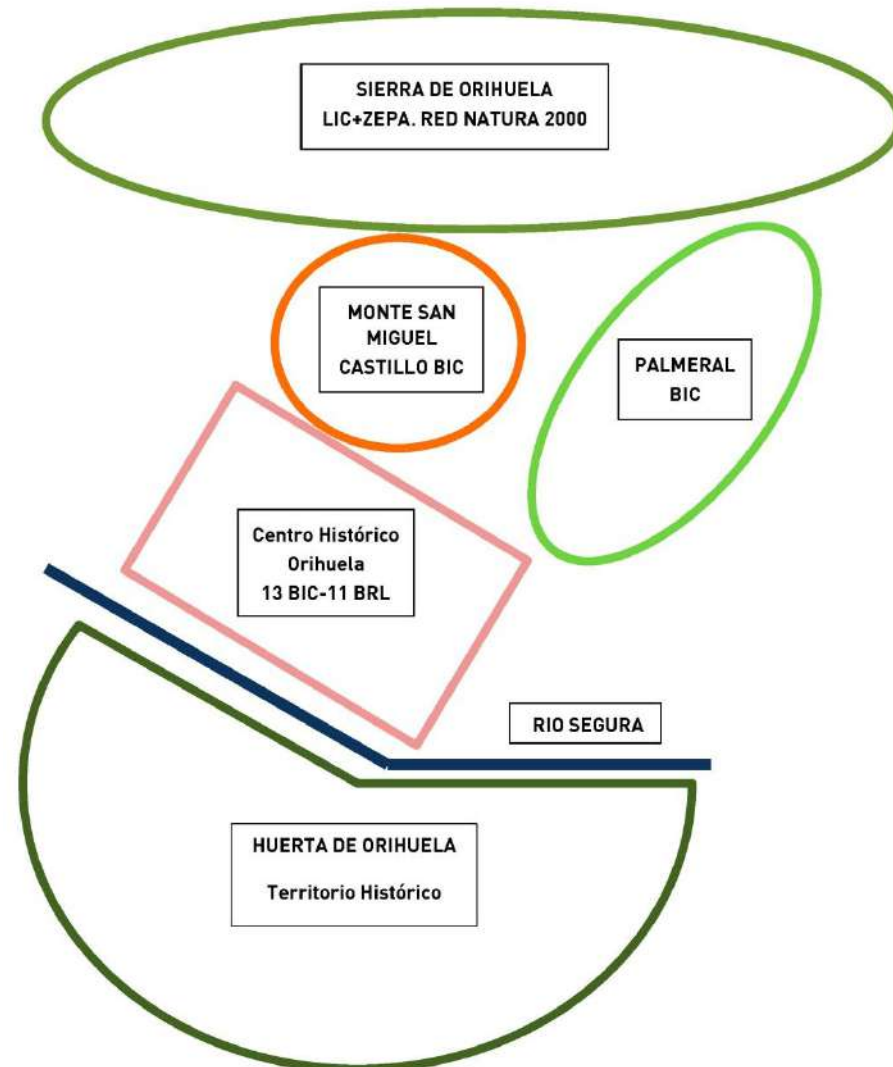 SIERRA DE ORIHUELA
LIC+ZEPA. RED NATURA 2000
MONTE SAN
MIGUEL
CASTILLO BIC
PALMERAL
BIC
Centro Histórico
Orihuela
13 BIC-11 BRL
RIO SEGURA
HUERTA DE ORIHUELA
Territorio Histórico